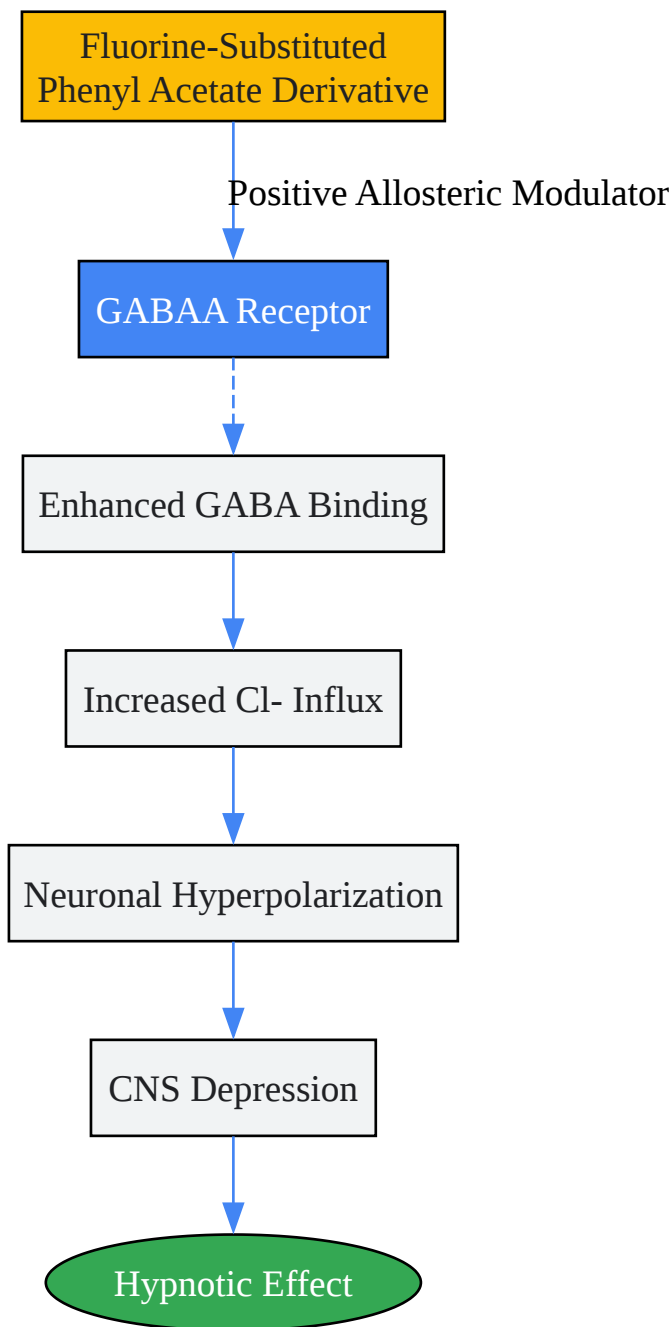 Fluorine-Substituted
Phenyl Acetate Derivative
Positive Allosteric Modulator
GABAA Receptor
Enhanced GABA Binding
Increased Cl- Influx
Neuronal Hyperpolarization
CNS Depression
Hypnotic Effect